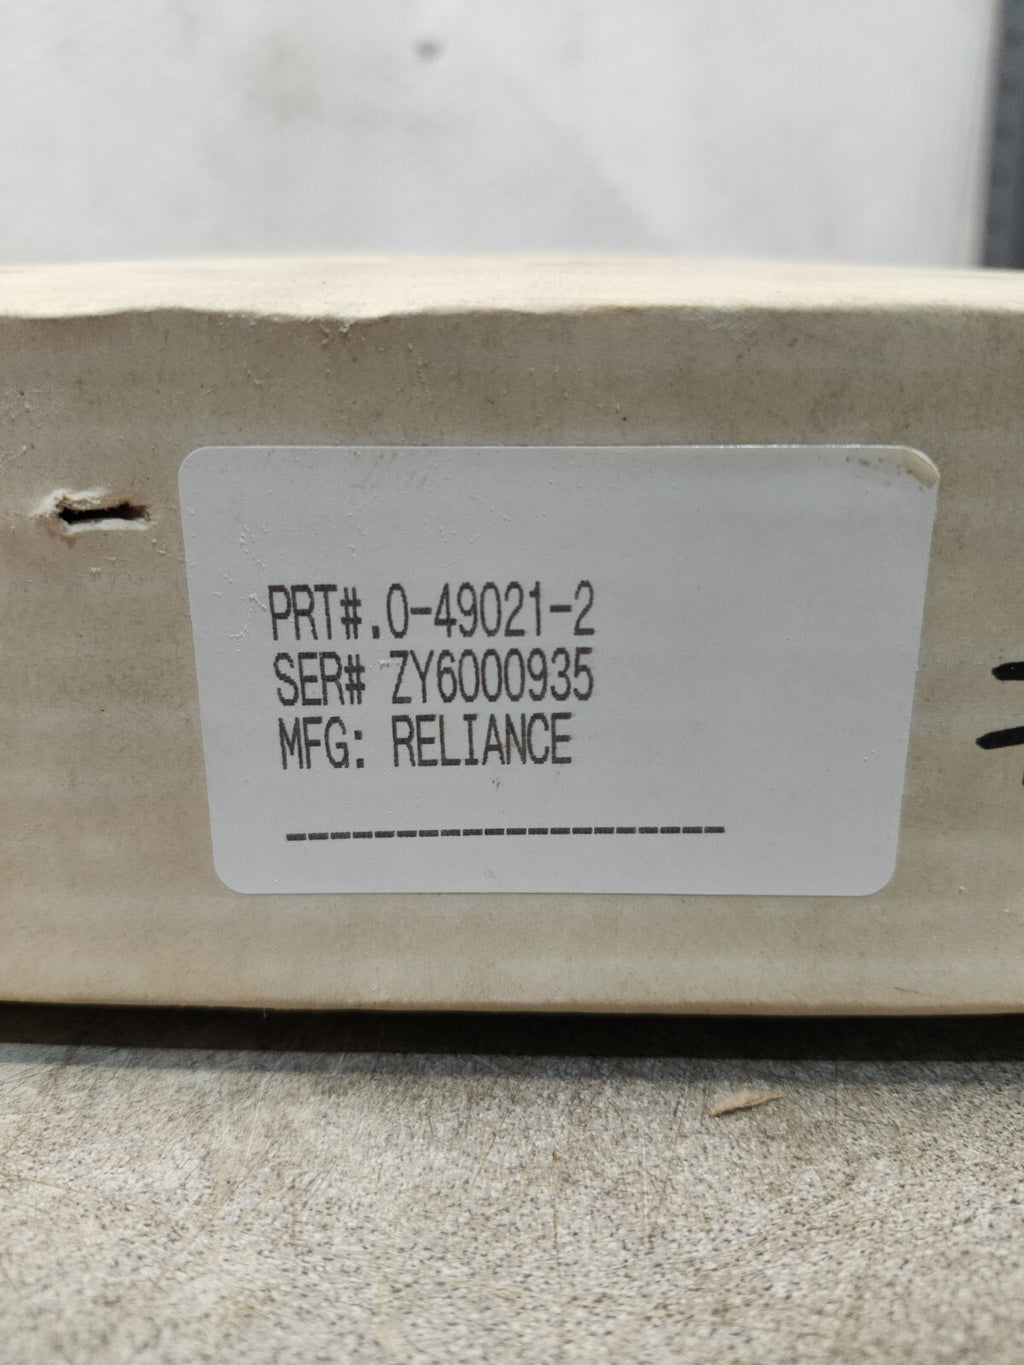 PRT#.0-49021-2
SER# ZY6000935
MFG: RELIANCE
--------------------